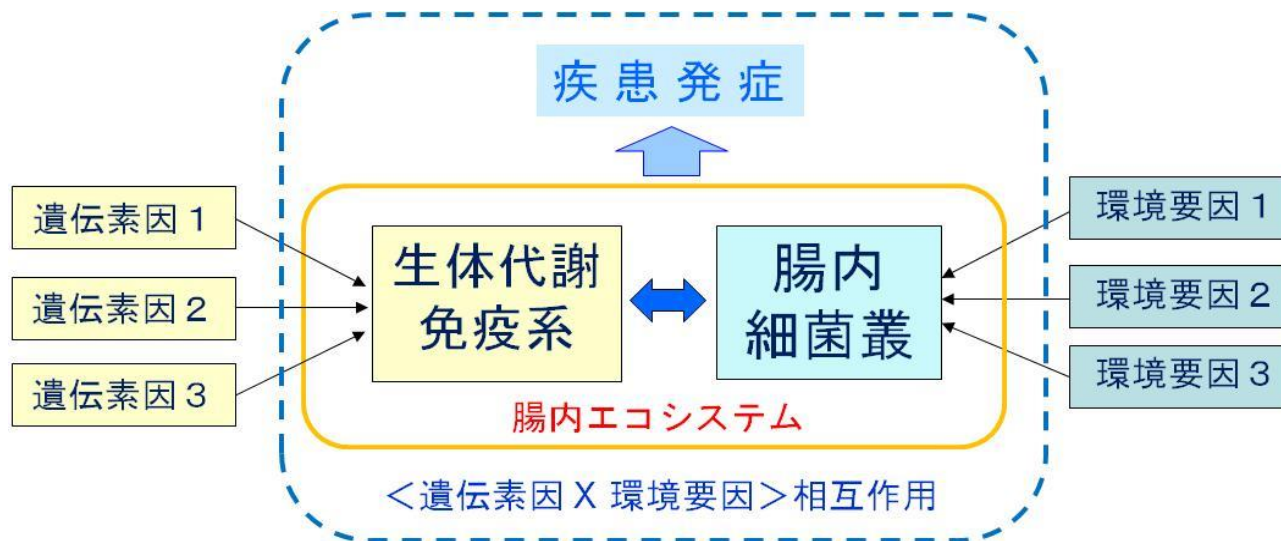 疾患発症
遺伝素因1
遺伝素因2
遺伝素因3
生体代謝
免疫系
腸内
細菌叢
環境要因1
環境要因2
環境要因3
腸内エコシステム
<遺伝素因 X 環境要因>相互作用